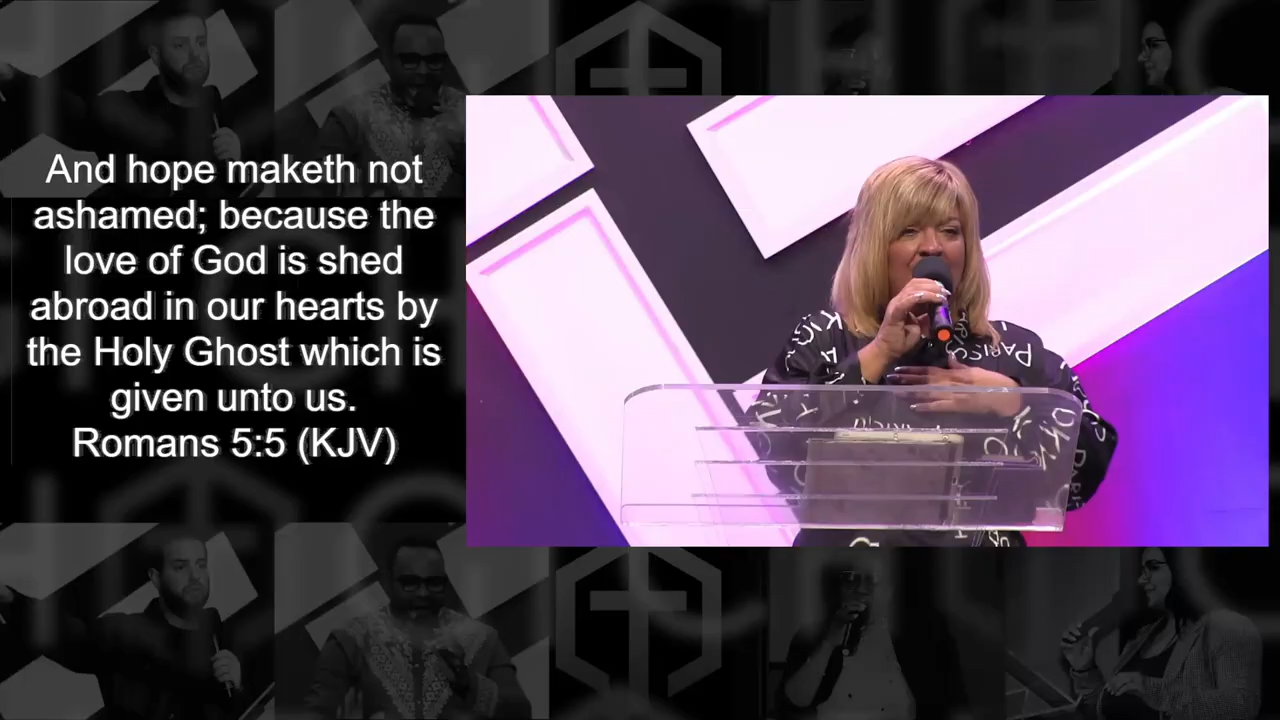 And hope maketh not
ashamed; because the
love of God is shed
abroad in our hearts by
the Holy Ghost which is
given unto us.
Romans 5:5 (KJV)